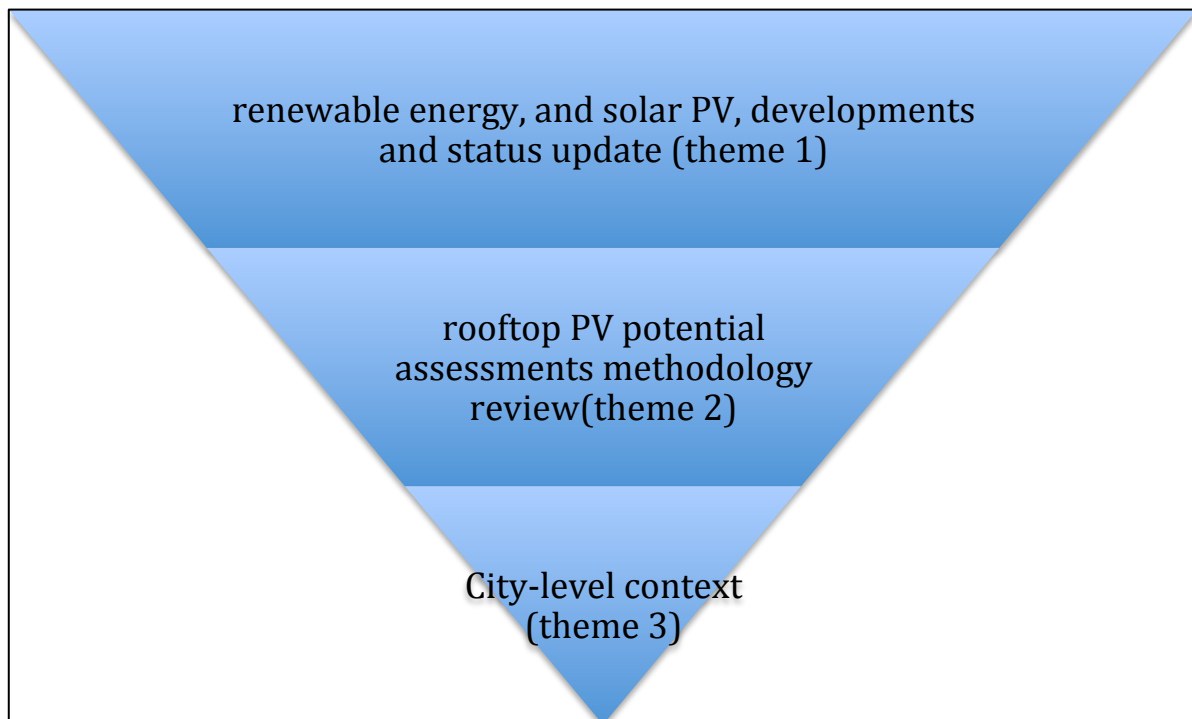 renewable energy, and solar PV, developments
and status update (theme 1)
rooftop PV potential
assessments methodology
review(theme 2)
City-level context
(theme 3)